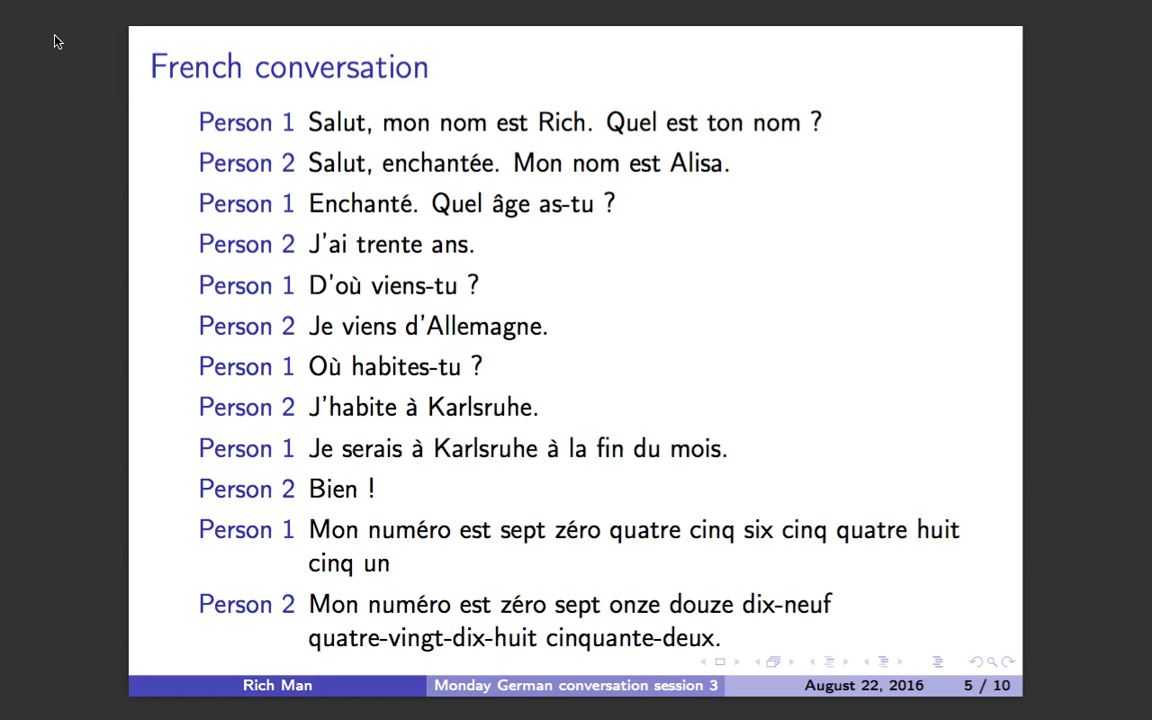 French conversation
Person 1 Salut, mon nom est Rich. Quel est ton nom ?
Person 2 Salut, enchantée. Mon nom est Alisa.
Person 1 Enchanté. Quel âge as-tu ?
Person 2 J'ai trente ans.
Person 1 D'où viens-tu ?
Person 2 Je viens d'Allemagne.
Person 1 Où habites-tu ?
Person 2 J'habite à Karlsruhe.
Person 1 Je serais à Karlsruhe à la fin du mois.
Person 2 Bien !
Person 1 Mon numéro est sept zéro quatre cinq six cinq quatre huit
cinq un
Person 2 Mon numéro est zéro sept onze douze dix-neuf
quatre-vingt-dix-huit cinquante-deux.
Rich Man Monday German conversation session 3 August 22, 2016 5 / 10